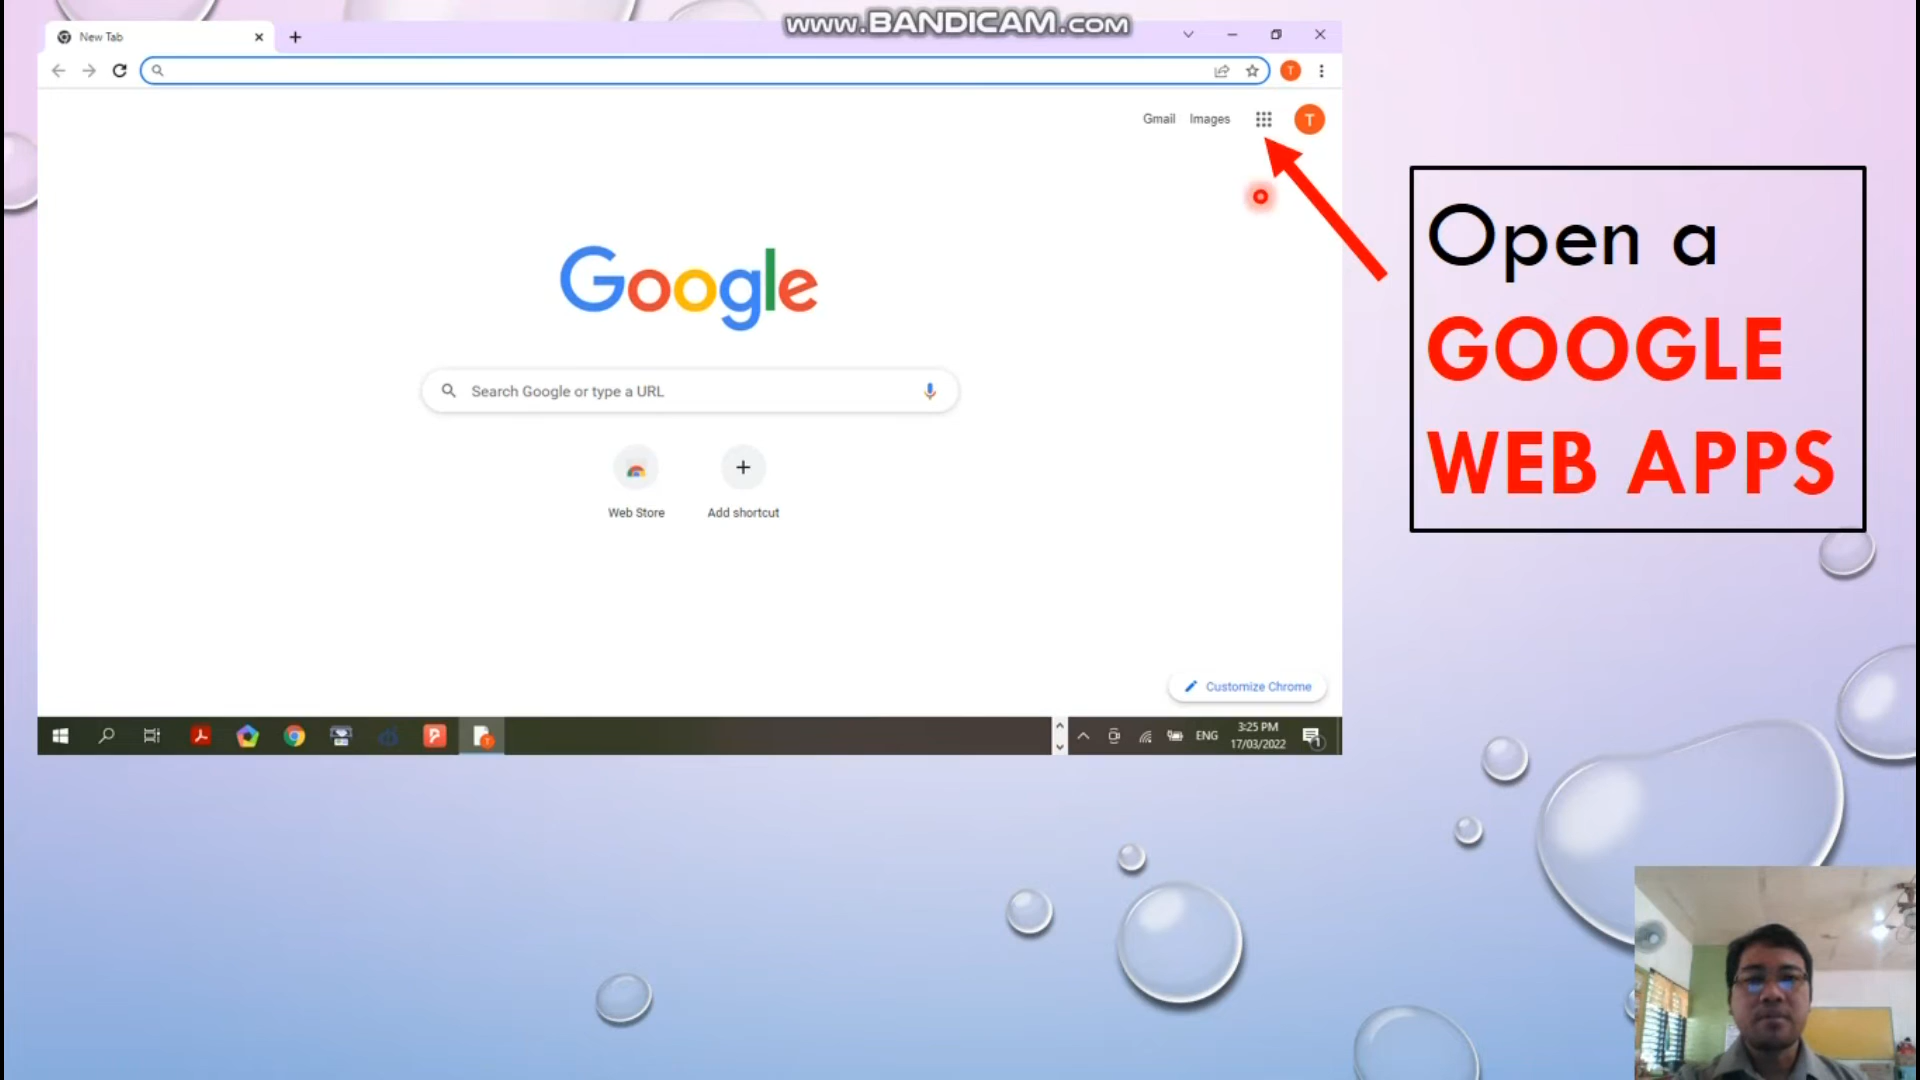 www.BANDICAM.com
New Tab
Gmail Images
T
T
Google
Search Google or type a URL
Web Store
Add shortcut
Customize Chrome
ENG
3:25 PM
17/03/2022
1
Open a
GOOGLE
WEB APPS